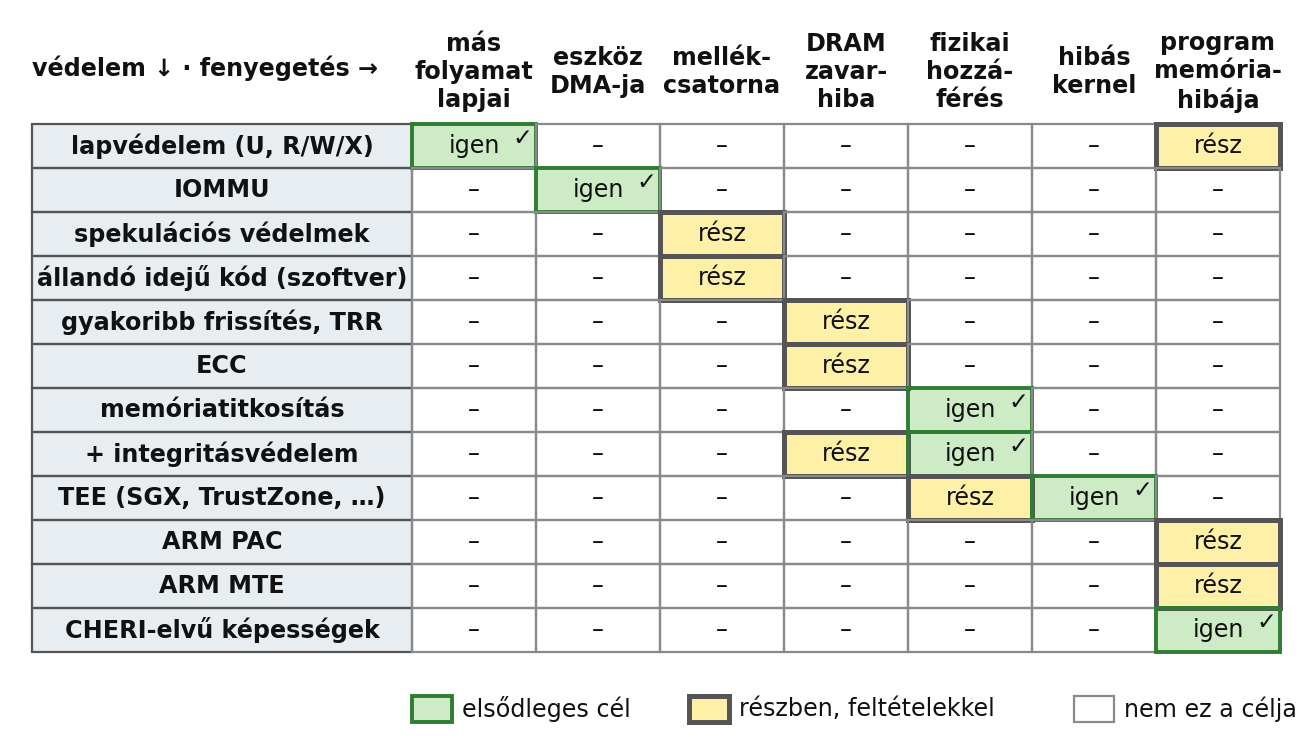 védelem ↓ · fenyegetés →
más folyamat lapjai
eszköz DMA-ja
mellék-csatorna
DRAM zavar-hiba
fizikai hozzá-férés
hibás kernel
program memória-hibája
lapvédelem (U, R/W/X) igen ✓ – – – – – rész
IOMMU – igen ✓ – – – – –
spekulációs védelmek – – rész – – – –
állandó idejű kód (szoftver) – – rész – – – –
gyakoribb frissítés, TRR – – – rész – – –
ECC – – – rész – – –
memóriatitkosítás – – – – igen ✓ – –
+ integritásvédelem – – – rész igen ✓ – –
TEE (SGX, TrustZone, …) – – – – rész igen ✓ –
ARM PAC – – – – – – rész
ARM MTE – – – – – – rész
CHERI-elvű képességek – – – – – – igen ✓
elsődleges cél
részben, feltételekkel
nem ez a célja